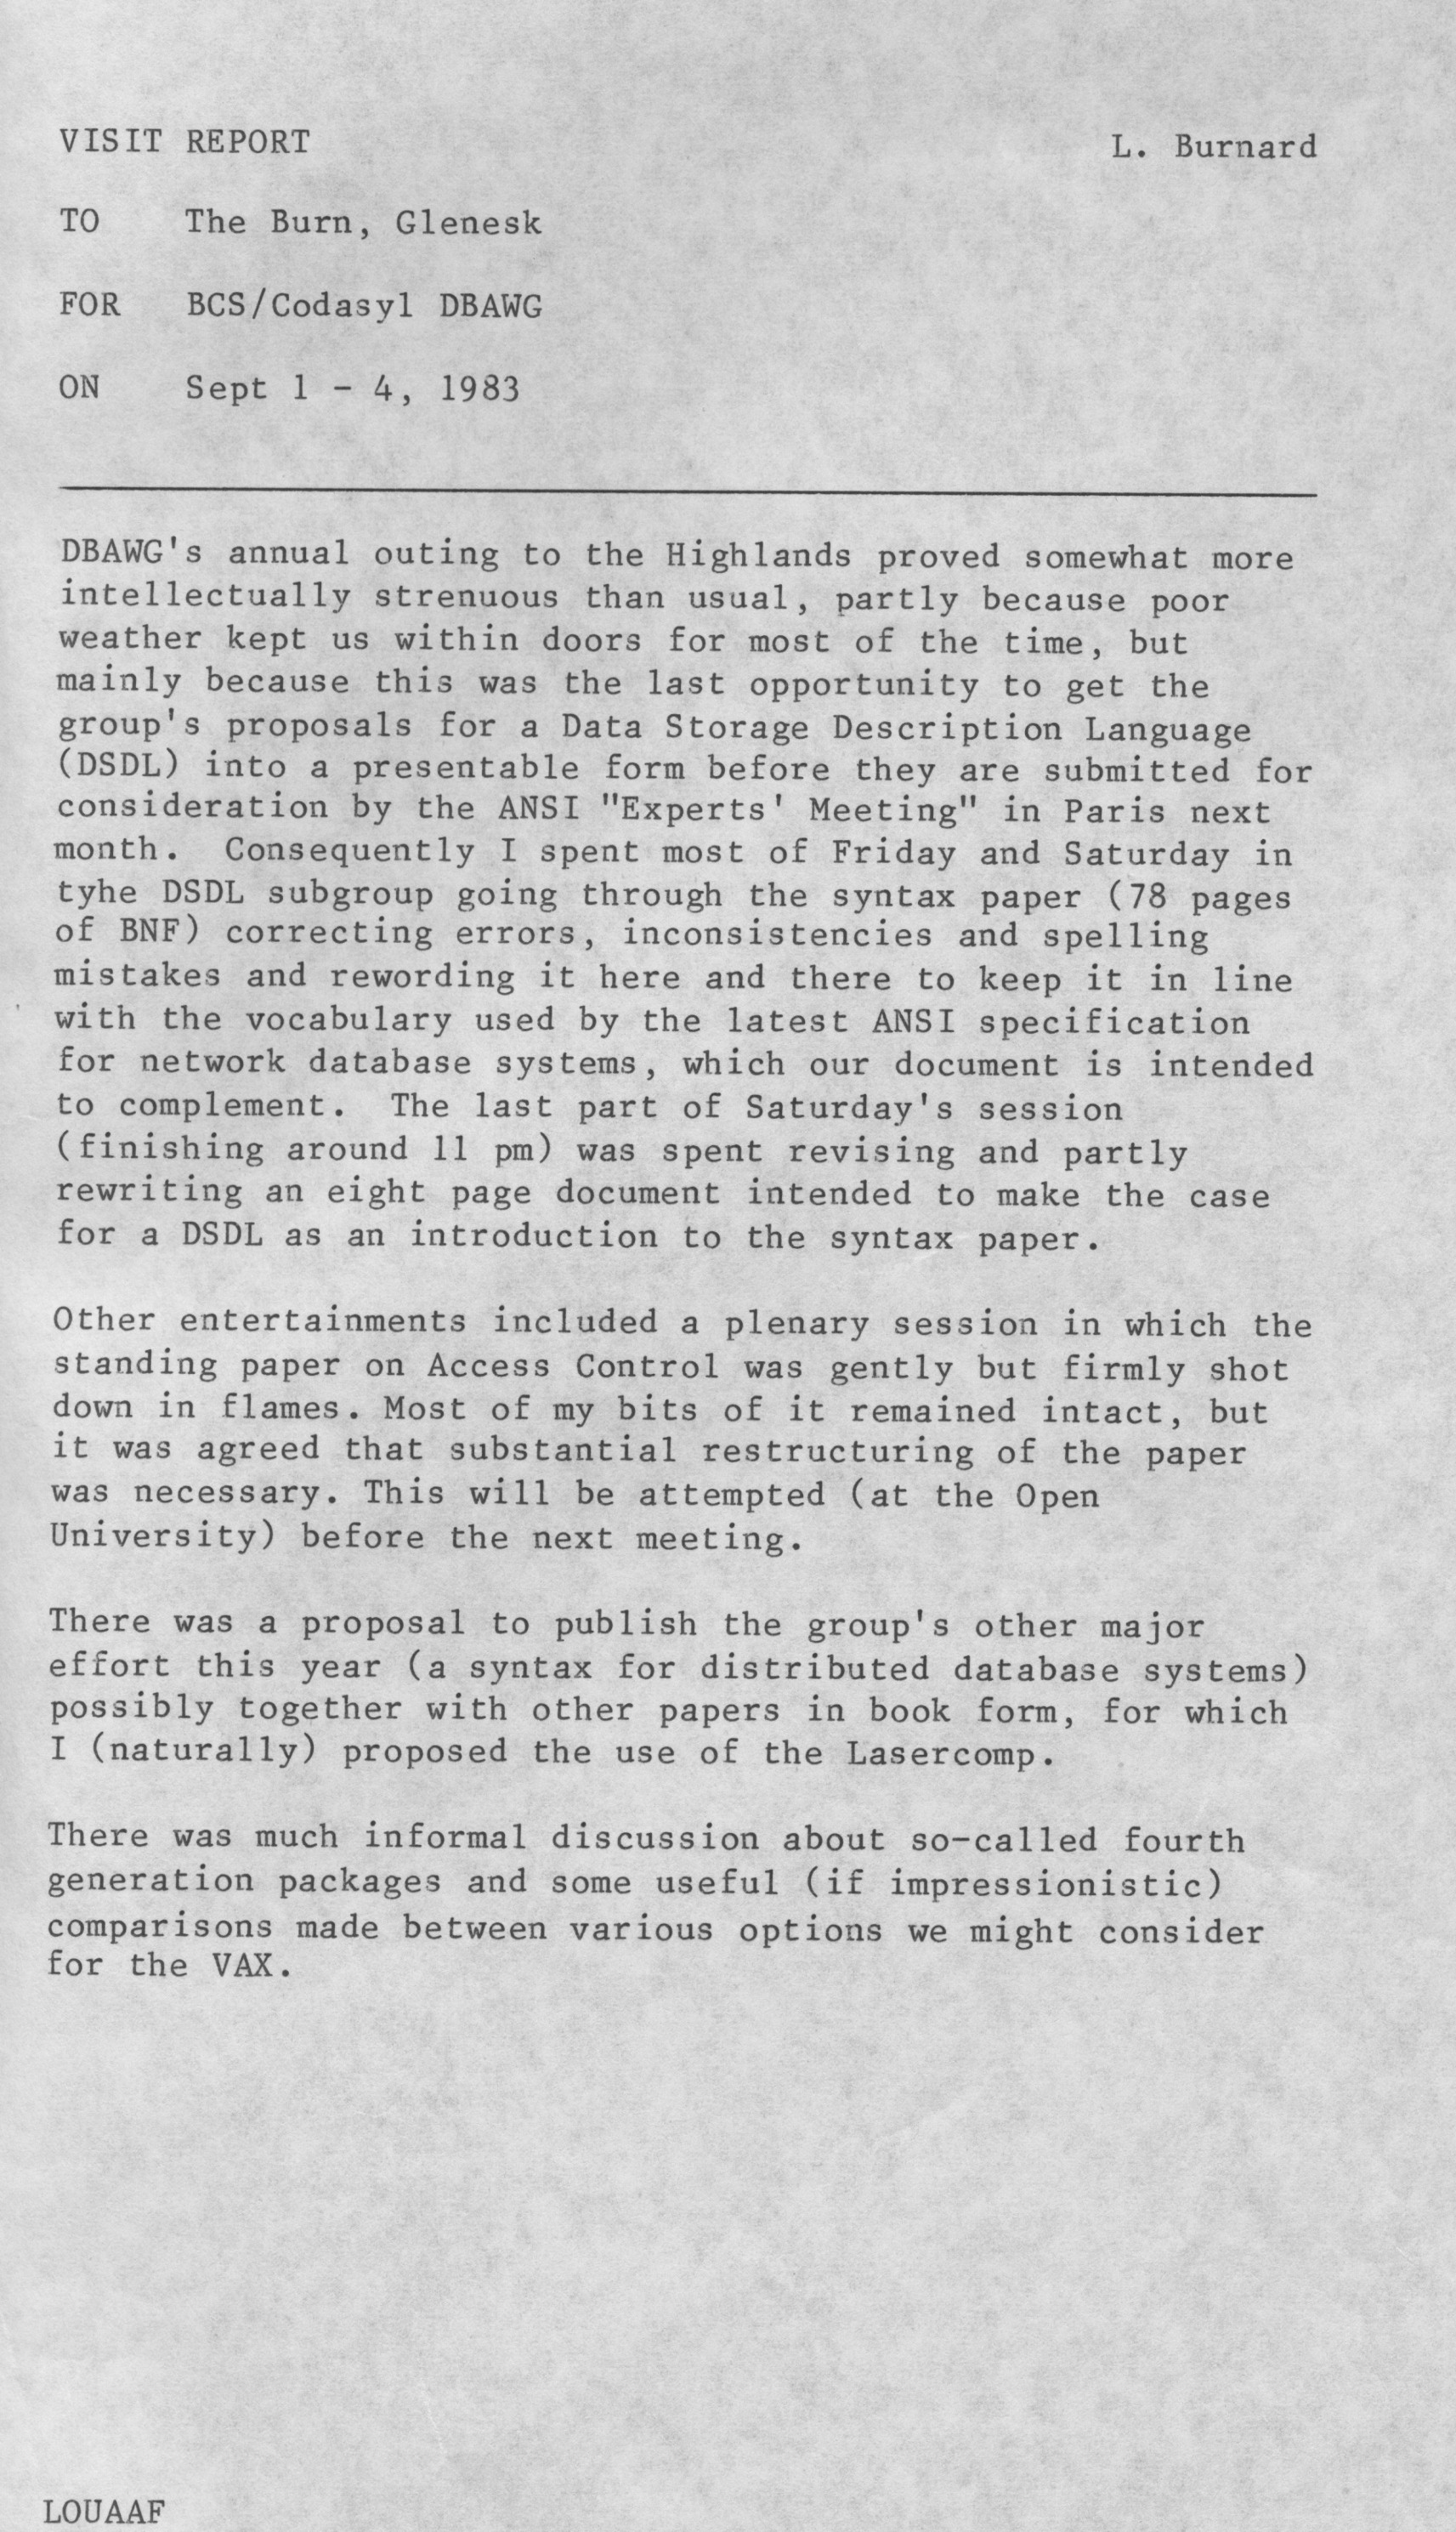 VISIT REPORT L. Burnard
TO The Burn, Glenesk
FOR BCS/Codasyl DBAWG
ON Sept 1 - 4, 1983
DBAWG's annual outing to the Highlands proved somewhat more
intellectually strenuous than usual, partly because poor
weather kept us within doors for most of the time, but
mainly because this was the last opportunity to get the
group's proposals for a Data Storage Description Language
(DSDL) into a presentable form before they are submitted for
consideration by the ANSI "Experts' Meeting" in Paris next
month. Consequently I spent most of Friday and Saturday in
tyhe DSDL subgroup going through the syntax paper (78 pages
of BNF) correcting errors, inconsistencies and spelling
mistakes and rewording it here and there to keep it in line
with the vocabulary used by the latest ANSI specification
for network database systems, which our document is intended
to complement. The last part of Saturday's session
(finishing around 11 pm) was spent revising and partly
rewriting an eight page document intended to make the case
for a DSDL as an introduction to the syntax paper.
Other entertainments included a plenary session in which the
standing paper on Access Control was gently but firmly shot
down in flames. Most of my bits of it remained intact, but
it was agreed that substantial restructuring of the paper
was necessary. This will be attempted (at the Open
University) before the next meeting.
There was a proposal to publish the group's other major
effort this year (a syntax for distributed database systems)
possibly together with other papers in book form, for which
I (naturally) proposed the use of the Lasercomp.
There was much informal discussion about so-called fourth
generation packages and some useful (if impressionistic)
comparisons made between various options we might consider
for the VAX.
LOUAAF